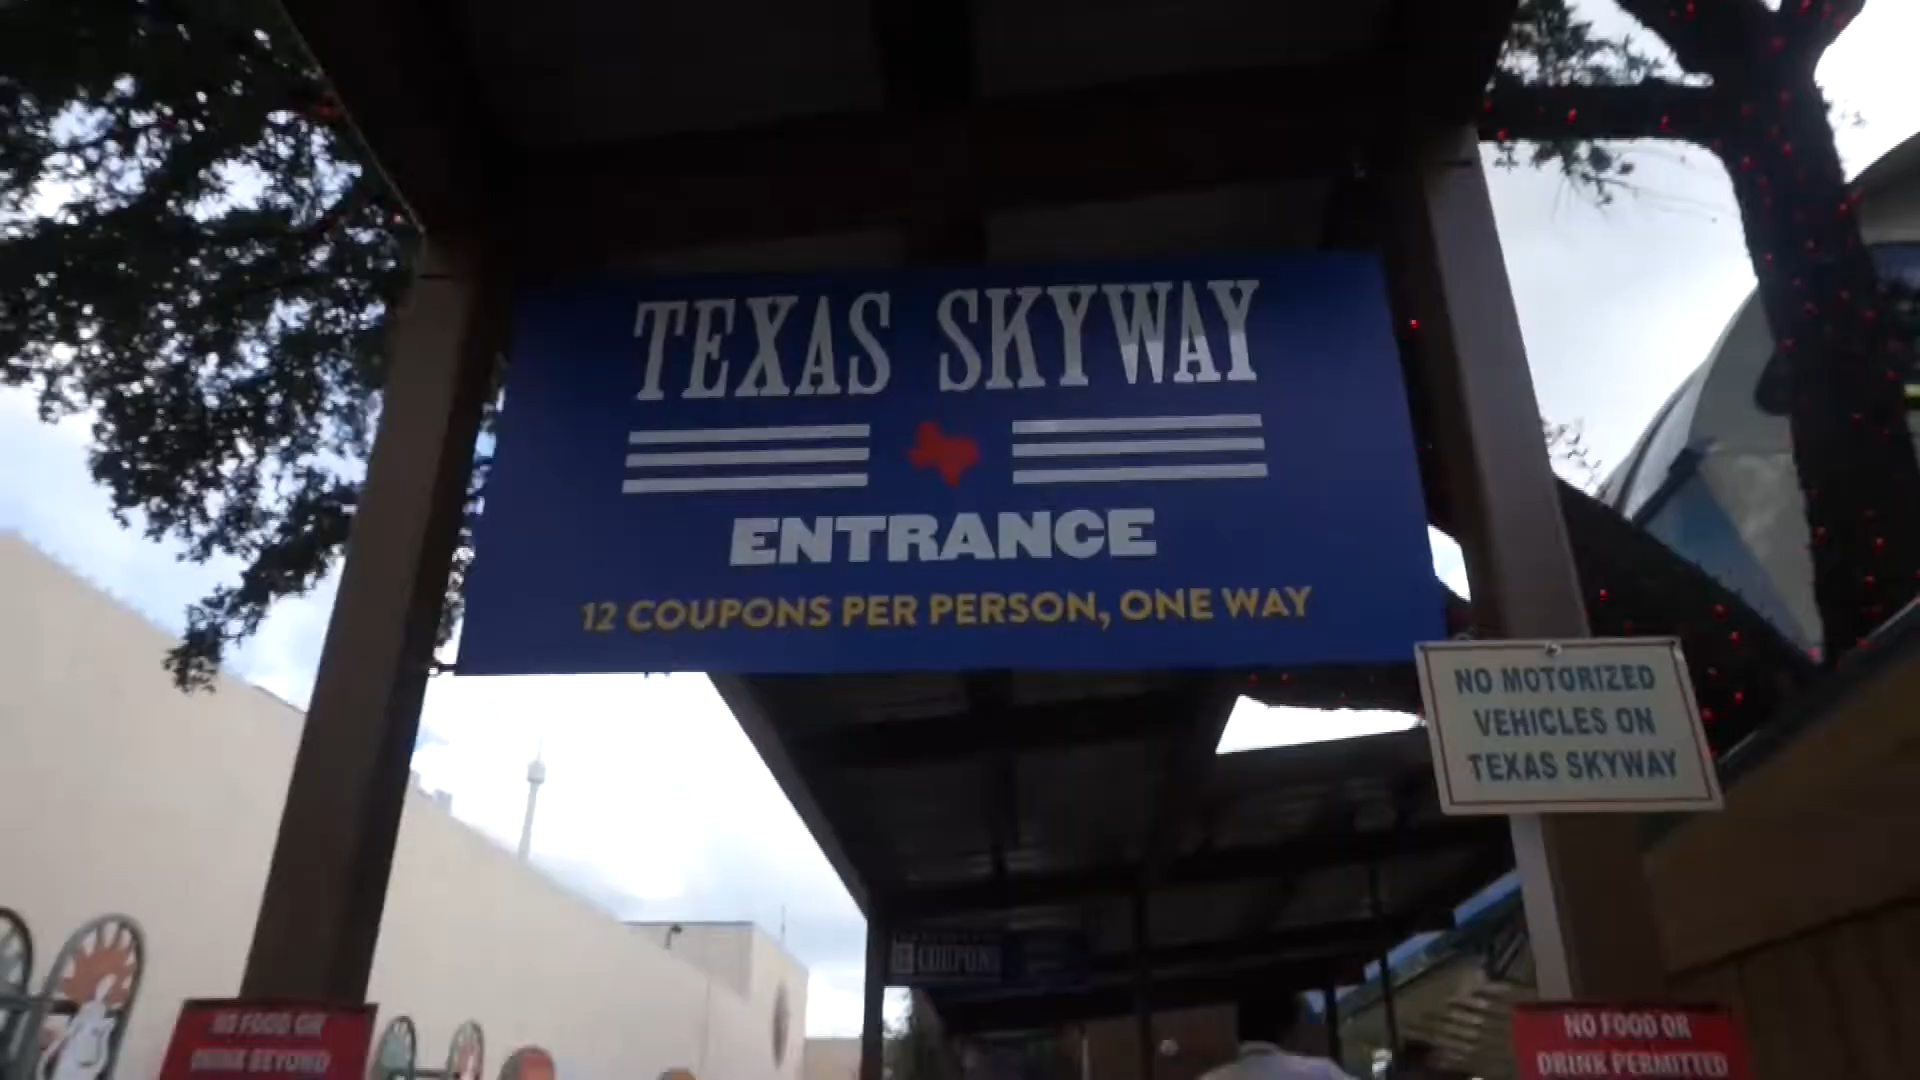 TEXAS SKYWAY
ENTRANCE
12 COUPONS PER PERSON, ONE WAY
NO MOTORIZED
VEHICLES ON
TEXAS SKYWAY
COUPONS
NO FOOD OR
DRINK BEYOND
NO FOOD OR
DRINK PERMITTED